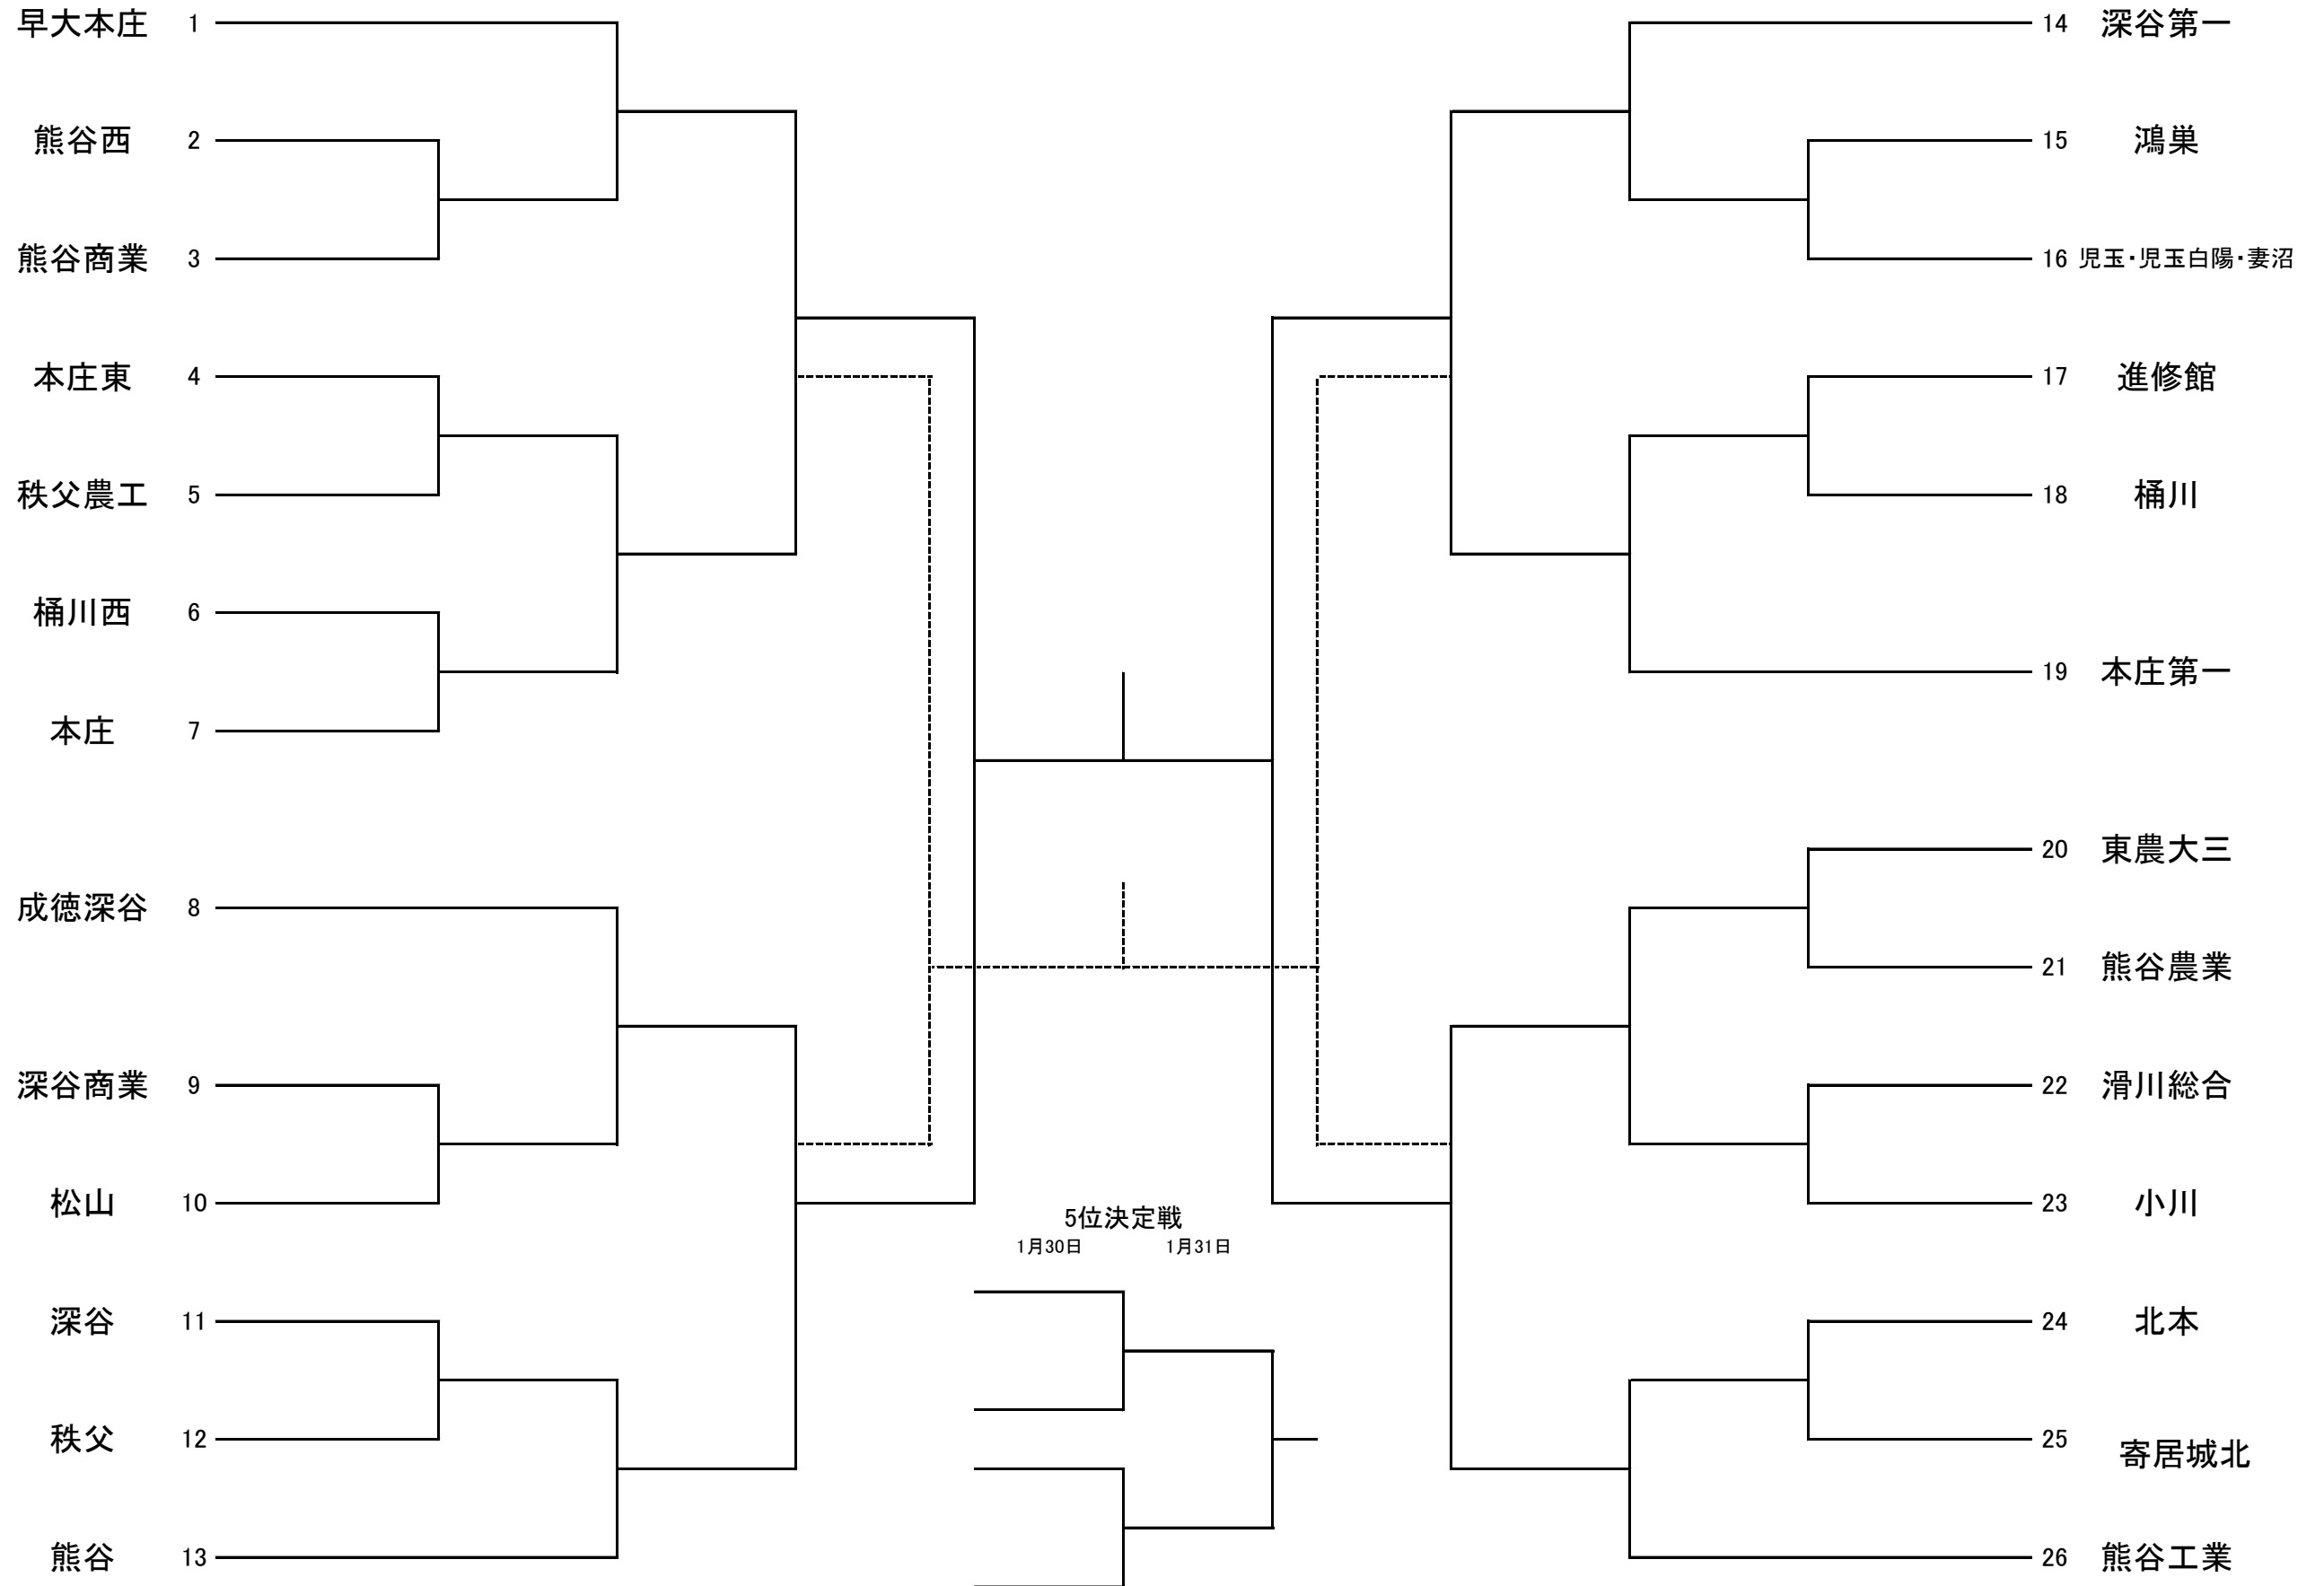 早大本庄 1
熊谷西 2
熊谷商業 3
本庄東 4
秩父農工 5
桶川西 6
本庄 7
成徳深谷 8
深谷商業 9
松山 10
深谷 11
秩父 12
熊谷 13
5位決定戦
1月30日 1月31日
14 深谷第一
15 鴻巣
16 児玉・児玉白陽・妻沼
17 進修館
18 桶川
19 本庄第一
20 東農大三
21 熊谷農業
22 滑川総合
23 小川
24 北本
25 寄居城北
26 熊谷工業